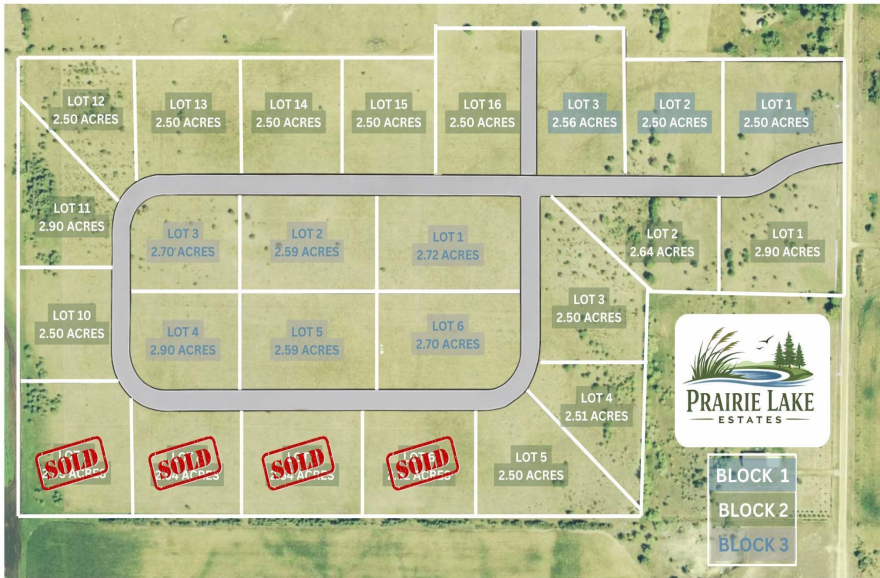 LOT 12
2.50 ACRES
LOT 13
2.50 ACRES
LOT 14
2.50 ACRES
LOT 15
2.50 ACRES
LOT 16
2.50 ACRES
LOT 3
2.56 ACRES
LOT 2
2.50 ACRES
LOT 1
2.50 ACRES
LOT 11
2.90 ACRES
LOT 3
2.70 ACRES
LOT 2
2.59 ACRES
LOT 1
2.72 ACRES
LOT 2
2.64 ACRES
LOT 1
2.90 ACRES
LOT 10
2.50 ACRES
LOT 4
2.90 ACRES
LOT 5
2.59 ACRES
LOT 6
2.70 ACRES
LOT 3
2.50 ACRES
PRAIRIE LAKE
ESTATES
LOT 4
2.51 ACRES
SOLD
ACRES
SOLD
ACRES
SOLD
ACRES
SOLD
ACRES
LOT 5
2.50 ACRES
BLOCK 1
BLOCK 2
BLOCK 3